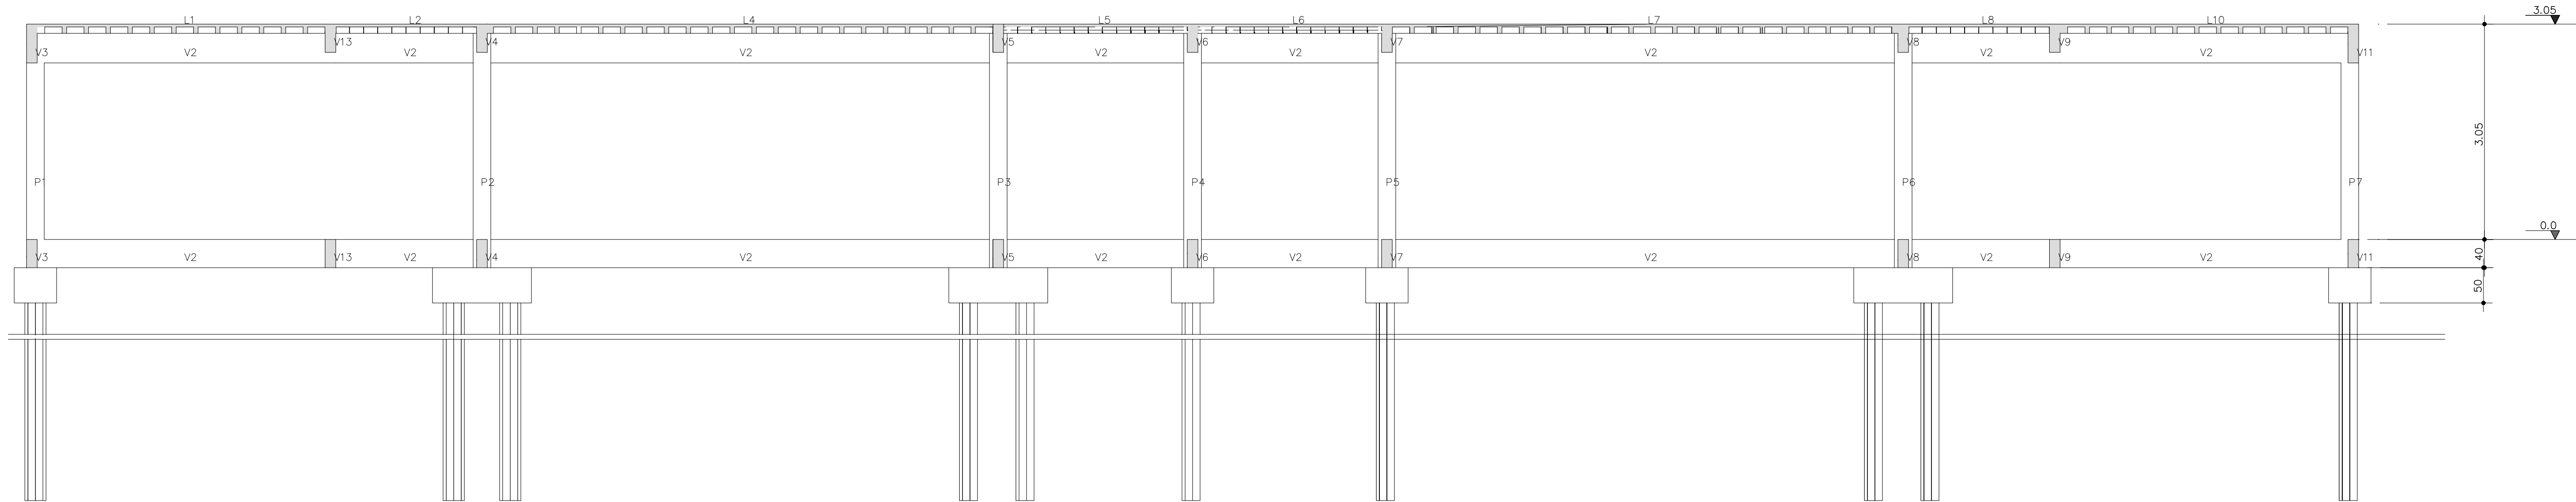 L1 L2 L4 L5 L6 L7 L8 L10 3.05
V3 V13 V4 V5 V6 V7 V8 V9 V11
V2 V2 V2 V2 V2 V2 V2 V2
3.05
P1 P2 P3 P4 P5 P6 P7
0.0
V3 V2 V13 V2 V4 V2 V5 V2 V6 V2 V7 V2 V8 V2 V9 V2 V11
40
50